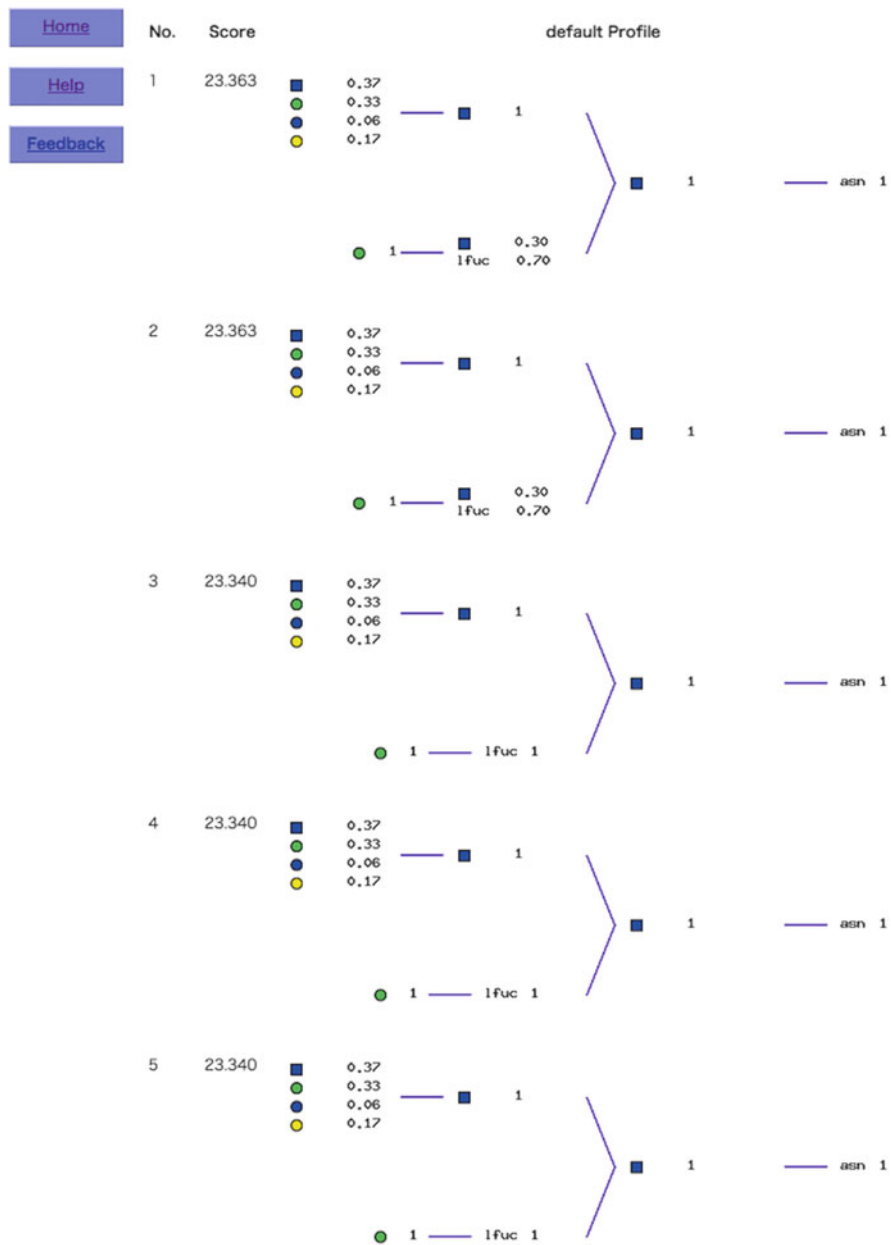 Home
Help
Feedback
No. Score default Profile
1 23.363
0.37
0.33
0.06
0.17
1
1 asn 1
0.30
1 lfuc 0.70
2 23.363
0.37
0.33
0.06
0.17
1
1 asn 1
0.30
1 lfuc 0.70
3 23.340
0.37
0.33
0.06
0.17
1
1 asn 1
1 lfuc 1
4 23.340
0.37
0.33
0.06
0.17
1
1 asn 1
1 lfuc 1
5 23.340
0.37
0.33
0.06
0.17
1
1 asn 1
1 lfuc 1